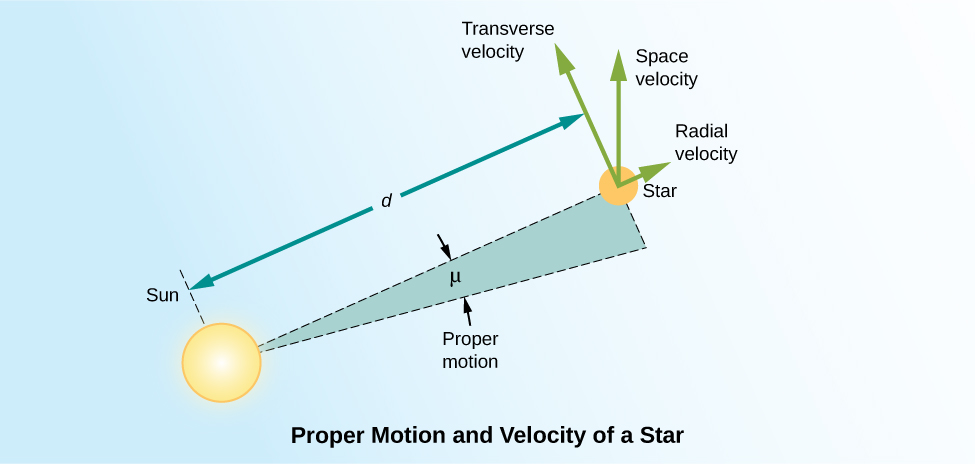 Transverse
velocity
Space
velocity
Radial
velocity
d
Star
μ
Sun
Proper
motion
Proper Motion and Velocity of a Star